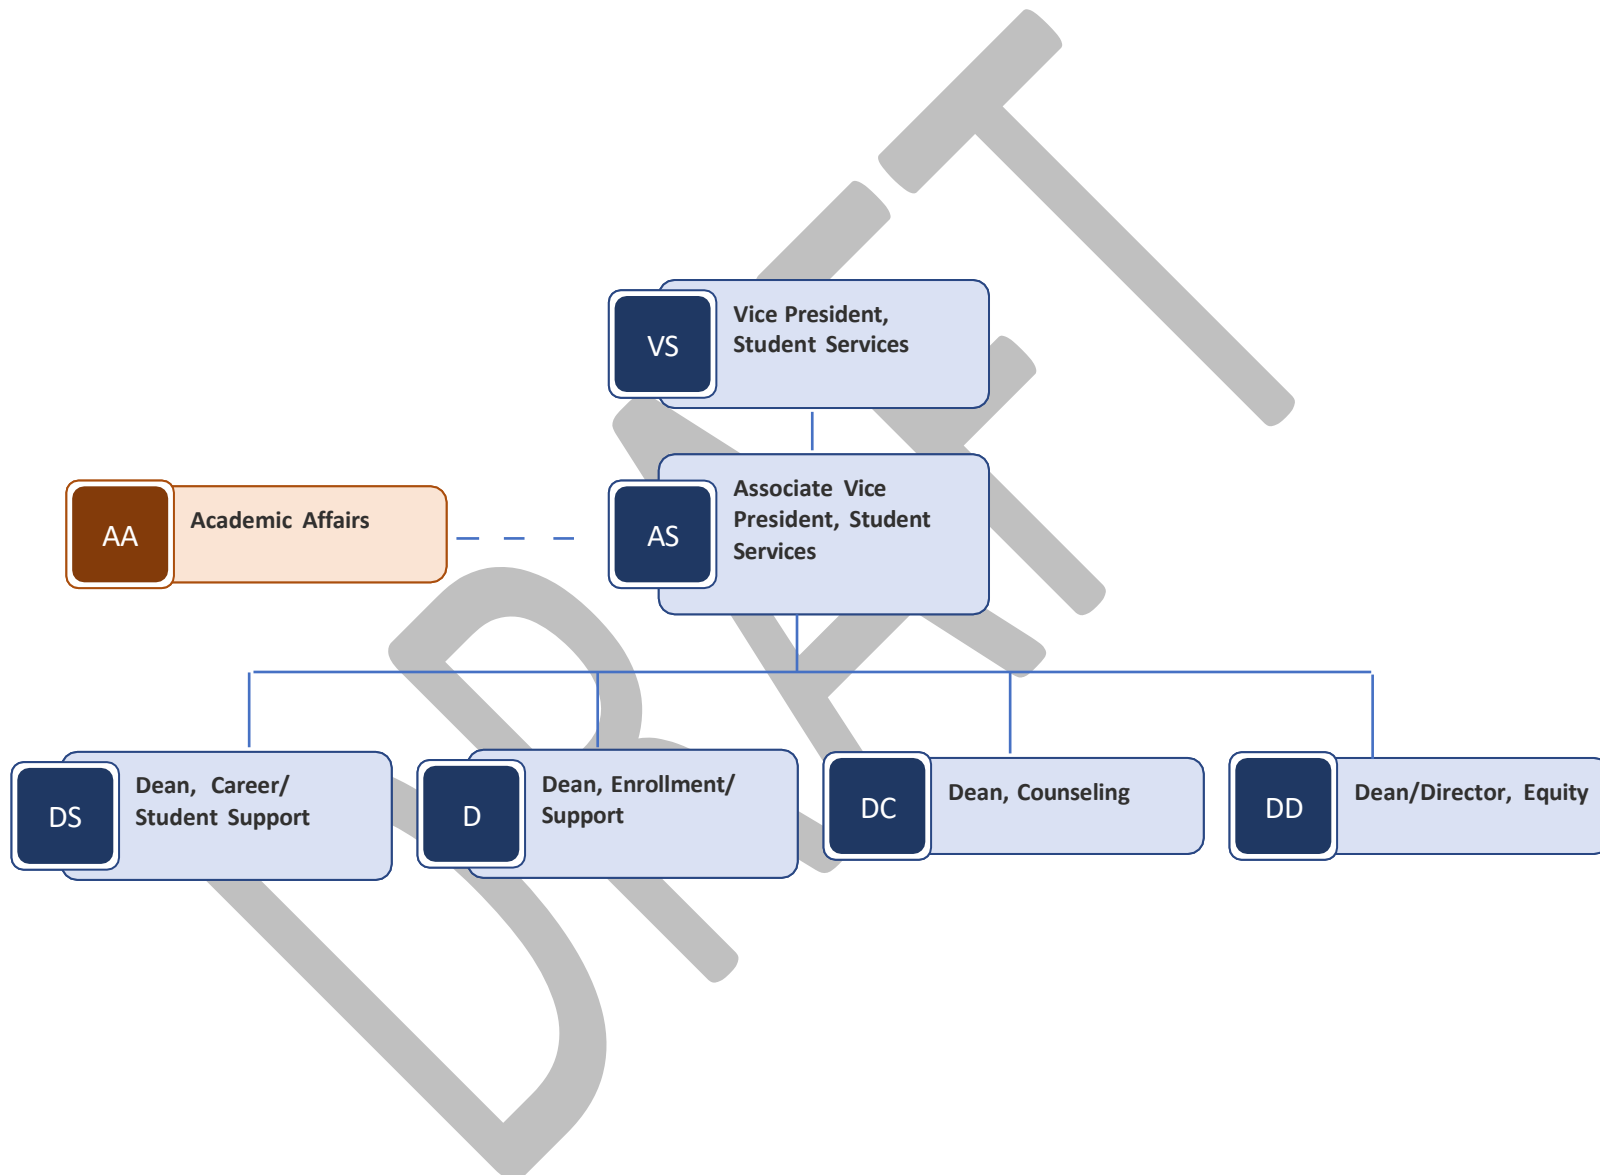 DRAFT
VS
Vice President,
Student Services
AA
Academic Affairs
AS
Associate Vice
President, Student
Services
DS
Dean, Career/
Student Support
D
Dean, Enrollment/
Support
DC
Dean, Counseling
DD
Dean/Director, Equity